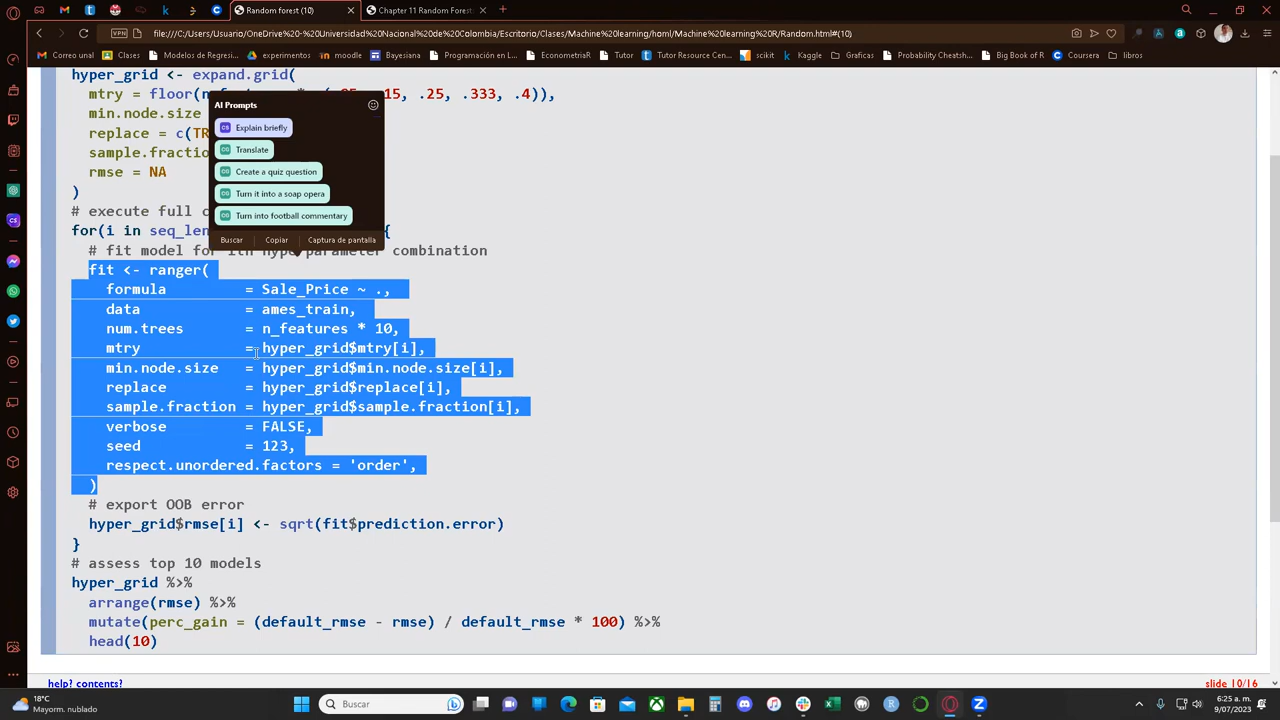 Random forest (10)
Chapter 11 Random Forest
VPN
file:///C:/Users/Usuario/OneDrive%20-%20Universidad%20Nacional%20de%20Colombia/Escritorio/Clases/Machine%20learning/homl/Machine%20learning%20R/Random.html#(10)
Correo unal
Clases
Modelos de Regresi...
experimentos
moodle
Bayesiana
Programación en Li...
EconometriaR
Tutor
Tutorial
scikit
Kaggle
Graficas
Probability Cheatsh...
Big Book of R
Coursera
libros
hyper_grid <- expand.grid(
mtry = floor(n
15, .25, .333, .4)),
min.node.size
replace = c(TR
sample.fractio
rmse = NA
)
# execute full c
for(i in seq_len
{
# fit model for ith hyperparameter combination
fit <- ranger(
formula = Sale_Price ~ .,
data = ames_train,
num.trees = n_features * 10,
mtry = hyper_grid$mtry[i],
min.node.size = hyper_grid$min.node.size[i],
replace = hyper_grid$replace[i],
sample.fraction = hyper_grid$sample.fraction[i],
verbose = FALSE,
seed = 123,
respect.unordered.factors = 'order',
)
# export OOB error
hyper_grid$rmse[i] <- sqrt(fit$prediction.error)
}
# assess top 10 models
hyper_grid %>%
arrange(rmse) %>%
mutate(perc_gain = (default_rmse - rmse) / default_rmse * 100) %>%
head(10)
AI Prompts
Explain briefly
Translate
Create a quiz question
Turn it into a soap opera
Turn into football commentary
Buscar
Copiar
Captura de pantalla
help? contents?
slide 10/16
18°C
Mayorm. nublado
Buscar
6:25 a. m.
9/07/2023